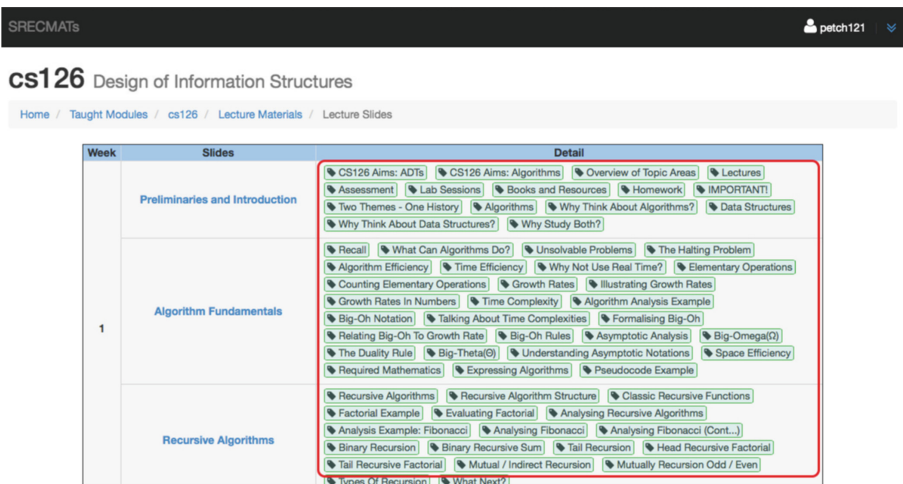 SRECMATs petch121
cs126 Design of Information Structures
Home / Taught Modules / cs126 / Lecture Materials / Lecture Slides
Week Slides Detail
1
Preliminaries and Introduction
CS126 Aims: ADTs CS126 Aims: Algorithms Overview of Topic Areas Lectures
Assessment Lab Sessions Books and Resources Homework IMPORTANT!
Two Themes - One History Algorithms Why Think About Algorithms? Data Structures
Why Think About Data Structures? Why Study Both?
Algorithm Fundamentals
Recall What Can Algorithms Do? Unsolvable Problems The Halting Problem
Algorithm Efficiency Time Efficiency Why Not Use Real Time? Elementary Operations
Counting Elementary Operations Growth Rates Illustrating Growth Rates
Growth Rates In Numbers Time Complexity Algorithm Analysis Example
Big-Oh Notation Talking About Time Complexities Formalising Big-Oh
Relating Big-Oh To Growth Rate Big-Oh Rules Asymptotic Analysis Big-Omega(Ω)
The Duality Rule Big-Theta(Θ) Understanding Asymptotic Notations Space Efficiency
Required Mathematics Expressing Algorithms Pseudocode Example
Recursive Algorithms
Recursive Algorithms Recursive Algorithm Structure Classic Recursive Functions
Factorial Example Evaluating Factorial Analysing Recursive Algorithms
Analysis Example: Fibonacci Analysing Fibonacci Analysing Fibonacci (Cont...)
Binary Recursion Binary Recursive Sum Tail Recursion Head Recursive Factorial
Tail Recursive Factorial Mutual / Indirect Recursion Mutually Recursion Odd / Even
Types Of Recursion What Next?